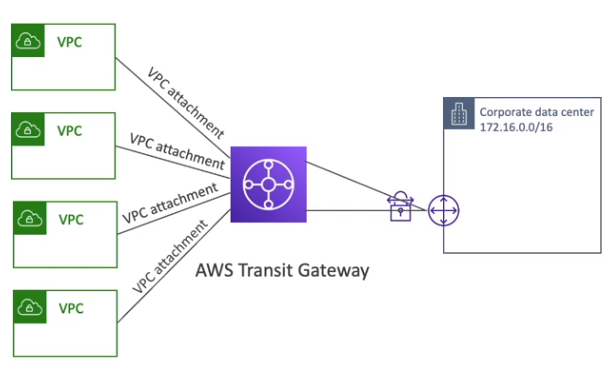 VPC
VPC attachment
VPC
VPC attachment
VPC
VPC attachment
VPC
VPC attachment
AWS Transit Gateway
Corporate data center
172.16.0.0/16